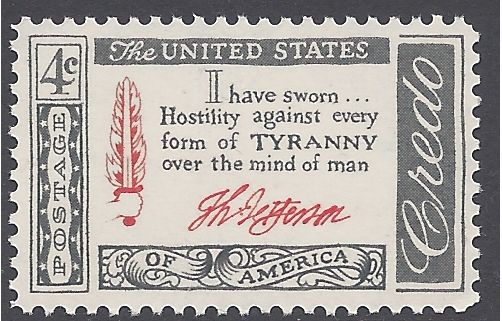 The UNITED STATES
4c
POSTAGE
I have sworn ...
Hostility against every
form of TYRANNY
over the mind of man
Th. Jefferson
OF AMERICA
Credo